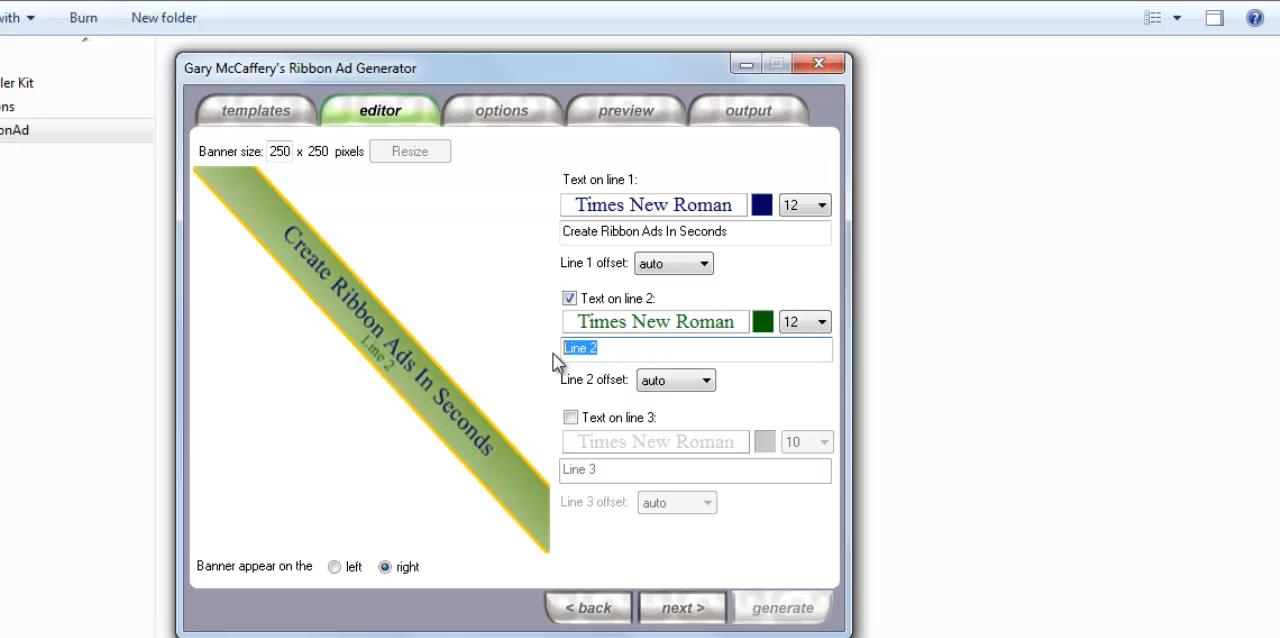 with
Burn
New folder
ler Kit
ns
onAd
Gary McCaffery's Ribbon Ad Generator
templates
editor
options
preview
output
Banner size: 250 x 250 pixels
Resize
Create Ribbon Ads In Seconds
Line 2
Text on line 1:
Times New Roman
12
Create Ribbon Ads In Seconds
Line 1 offset: auto
Text on line 2:
Times New Roman
12
Line 2
Line 2 offset: auto
Text on line 3:
Times New Roman
10
Line 3
Line 3 offset: auto
Banner appear on the left right
< back
next >
generate